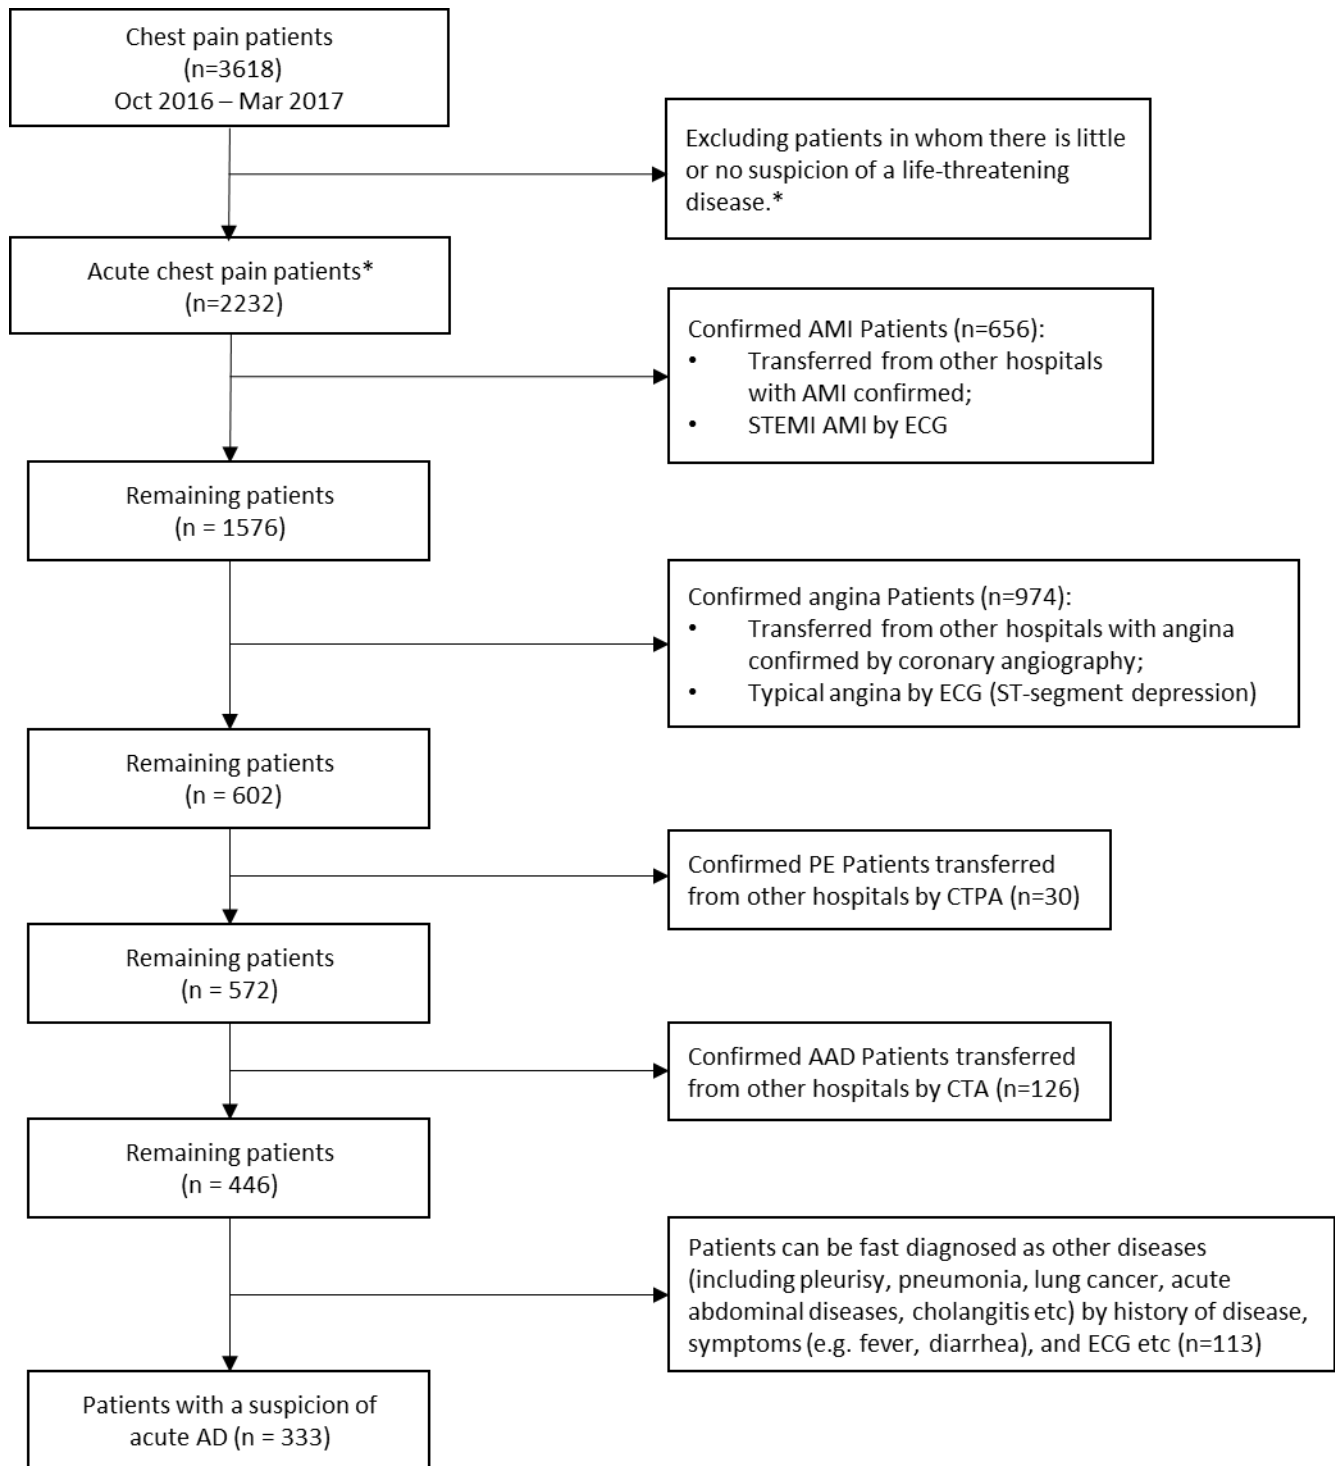 Chest pain patients
(n=3618)
Oct 2016 – Mar 2017
Excluding patients in whom there is little
or no suspicion of a life-threatening
disease.*
Acute chest pain patients*
(n=2232)
Confirmed AMI Patients (n=656):
• Transferred from other hospitals
with AMI confirmed;
• STEMI AMI by ECG
Remaining patients
(n = 1576)
Confirmed angina Patients (n=974):
• Transferred from other hospitals with angina
confirmed by coronary angiography;
• Typical angina by ECG (ST-segment depression)
Remaining patients
(n = 602)
Confirmed PE Patients transferred
from other hospitals by CTPA (n=30)
Remaining patients
(n = 572)
Confirmed AAD Patients transferred
from other hospitals by CTA (n=126)
Remaining patients
(n = 446)
Patients can be fast diagnosed as other diseases
(including pleurisy, pneumonia, lung cancer, acute
abdominal diseases, cholangitis etc) by history of disease,
symptoms (e.g. fever, diarrhea), and ECG etc (n=113)
Patients with a suspicion of
acute AD (n = 333)